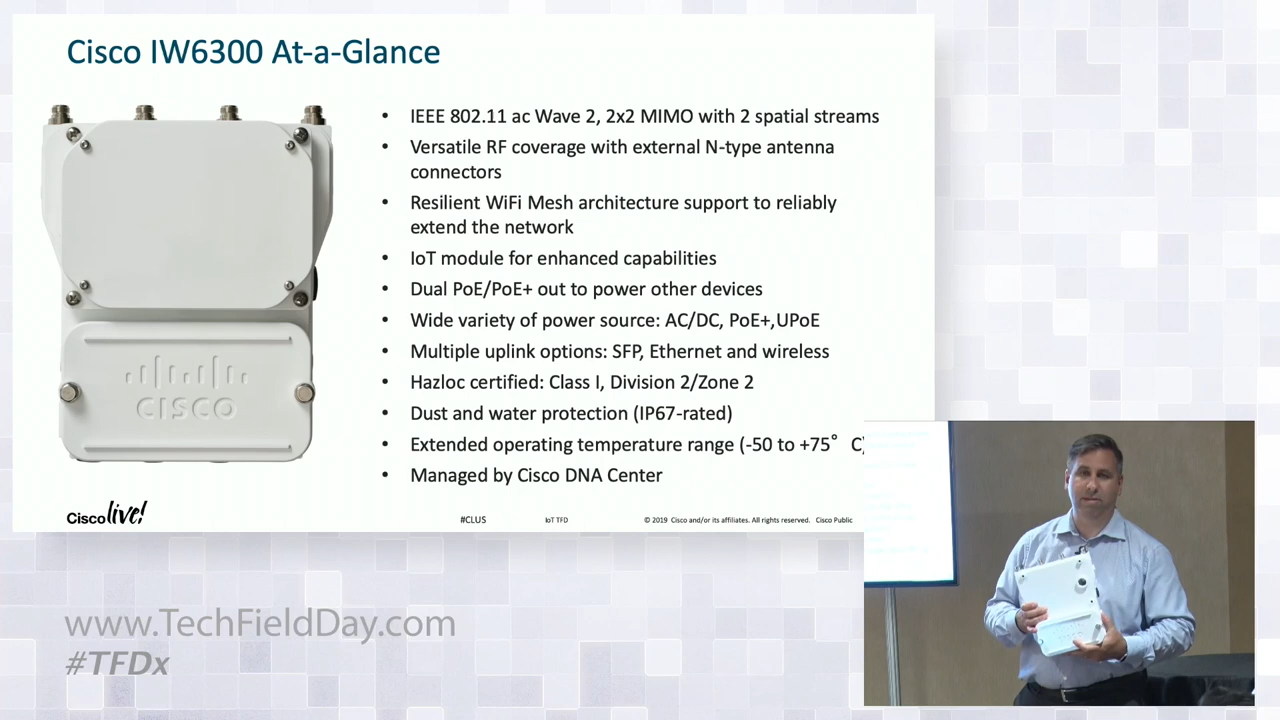 Cisco IW6300 At-a-Glance
• IEEE 802.11 ac Wave 2, 2x2 MIMO with 2 spatial streams
• Versatile RF coverage with external N-type antenna
connectors
• Resilient WiFi Mesh architecture support to reliably
extend the network
• IoT module for enhanced capabilities
• Dual PoE/PoE+ out to power other devices
• Wide variety of power source: AC/DC, PoE+,UPoE
• Multiple uplink options: SFP, Ethernet and wireless
• Hazloc certified: Class I, Division 2/Zone 2
• Dust and water protection (IP67-rated)
• Extended operating temperature range (-50 to +75° C)
• Managed by Cisco DNA Center
CISCO
Cisco live!
#CLUS
IoT TFD
© 2019 Cisco and/or its affiliates. All rights reserved. Cisco Public
www.TechFieldDay.com
#TFDx